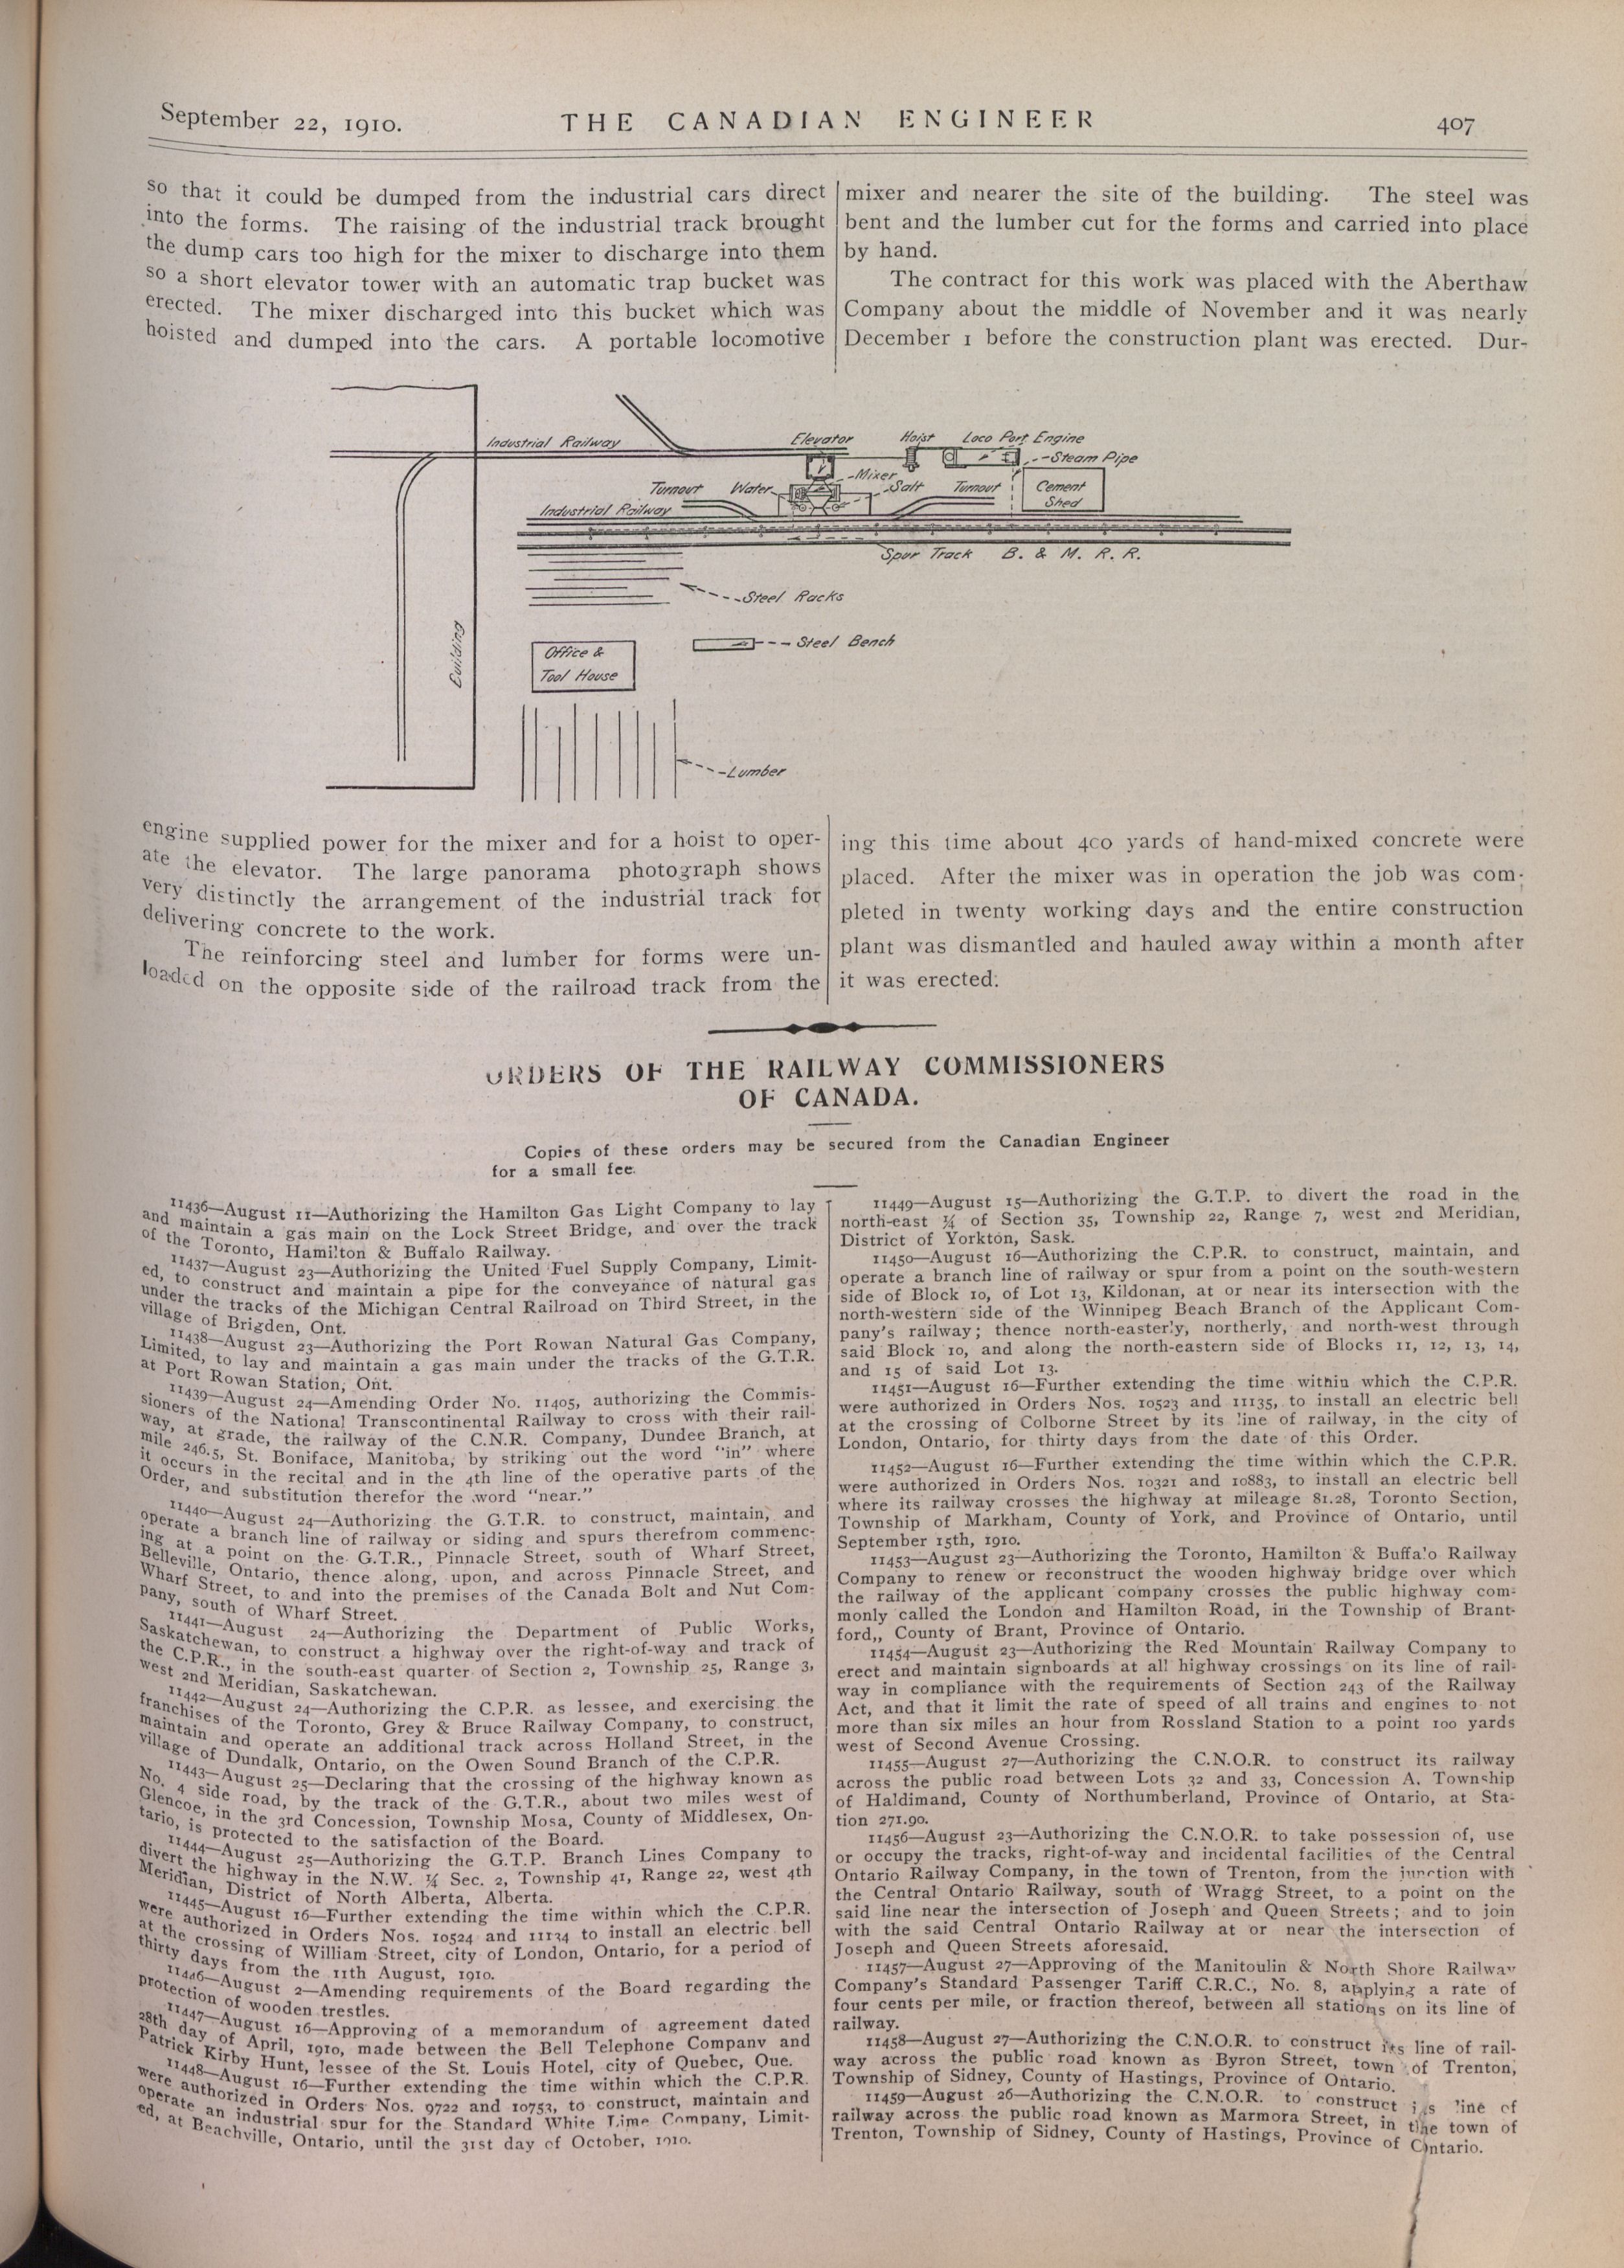 September 22, 1910.
THE CANADIAN ENGINEER
407
so that it could be dumped from the industrial cars direct
into the forms. The raising of the industrial track brought
the dump cars too high for the mixer to discharge into them
so a short elevator tower with an automatic trap bucket was
erected. The mixer discharged into this bucket which was
hoisted and dumped into the cars. A portable locomotive
mixer and nearer the site of the building. The steel was
bent and the lumber cut for the forms and carried into place
by hand.
The contract for this work was placed with the Aberthaw
Company about the middle of November and it was nearly
December 1 before the construction plant was erected. Dur-
Industrial Railway
Elevator
Hoist
Loco Port Engine
Steam Pipe
Mixer
Turnout
Water
Salt
Turnout
Cement
Shed
Industrial Railway
Spur Track B. & M. R. R.
Steel Racks
Building
Office &
Tool House
Steel Bench
Lumber
engine supplied power for the mixer and for a hoist to oper-
ate the elevator. The large panorama photograph shows
very distinctly the arrangement of the industrial track for
delivering concrete to the work.
The reinforcing steel and lumber for forms were un-
loaded on the opposite side of the railroad track from the
ing this time about 400 yards of hand-mixed concrete were
placed. After the mixer was in operation the job was com-
pleted in twenty working days and the entire construction
plant was dismantled and hauled away within a month after
it was erected.
ORDERS OF THE RAILWAY COMMISSIONERS
OF CANADA.
Copies of these orders may be secured from the Canadian Engineer
for a small fee.
11436—August 11—Authorizing the Hamilton Gas Light Company to lay
and maintain a gas main on the Lock Street Bridge, and over the track
of the Toronto, Hamilton & Buffalo Railway.
11437—August 23—Authorizing the United Fuel Supply Company, Limit-
ed, to construct and maintain a pipe for the conveyance of natural gas
under the tracks of the Michigan Central Railroad on Third Street, in the
village of Brigden, Ont.
11438—August 23—Authorizing the Port Rowan Natural Gas Company,
Limited, to lay and maintain a gas main under the tracks of the G.T.R.
at Port Rowan Station, Ont.
11439—August 24—Amending Order No. 11405, authorizing the Commis-
sioners of the National Transcontinental Railway to cross with their rail-
way, at grade, the railway of the C.N.R. Company, Dundee Branch, at
mile 246.5, St. Boniface, Manitoba, by striking out the word "in" where
it occurs in the recital and in the 4th line of the operative parts of the
Order, and substitution therefor the word "near."
11440—August 24—Authorizing the G.T.R. to construct, maintain, and
operate a branch line of railway or siding and spurs therefrom commenc-
ing at a point on the G.T.R., Pinnacle Street, south of Wharf Street,
Belleville, Ontario, thence along, upon, and across Pinnacle Street, and
Wharf Street, to and into the premises of the Canada Bolt and Nut Com-
pany, south of Wharf Street.
11441—August 24—Authorizing the Department of Public Works,
Saskatchewan, to construct a highway over the right-of-way and track of
the C.P.R., in the south-east quarter of Section 2, Township 25, Range 3,
west 2nd Meridian, Saskatchewan.
11442—August 24—Authorizing the C.P.R. as lessee, and exercising the
franchises of the Toronto, Grey & Bruce Railway Company, to construct,
maintain and operate an additional track across Holland Street, in the
village of Dundalk, Ontario, on the Owen Sound Branch of the C.P.R.
11443—August 25—Declaring that the crossing of the highway known as
No. 4 side road, by the track of the G.T.R., about two miles west of
Glencoe, in the 3rd Concession, Township Mosa, County of Middlesex, On-
tario, is protected to the satisfaction of the Board.
11444—August 25—Authorizing the G.T.P. Branch Lines Company to
divert the highway in the N.W. ¼ Sec. 2, Township 41, Range 22, west 4th
Meridian, District of North Alberta, Alberta.
11445—August 16—Further extending the time within which the C.P.R.
were authorized in Orders Nos. 10524 and 11134 to install an electric bell
at the crossing of William Street, city of London, Ontario, for a period of
thirty days from the 11th August, 1910.
11446—August 2—Amending requirements of the Board regarding the
protection of wooden trestles.
11447—August 16—Approving of a memorandum of agreement dated
28th day of April, 1910, made between the Bell Telephone Company and
Patrick Kirby Hunt, lessee of the St. Louis Hotel, city of Quebec, Que.
11448—August 16—Further extending the time within which the C.P.R.
were authorized in Orders Nos. 9722 and 10753, to construct, maintain and
operate an industrial spur for the Standard White Lime Company, Limit-
ed, at Beachville, Ontario, until the 31st day of October, 1910.
11449—August 15—Authorizing the G.T.P. to divert the road in the
north-east ¼ of Section 35, Township 22, Range 7, west 2nd Meridian,
District of Yorkton, Sask.
11450—August 16—Authorizing the C.P.R. to construct, maintain, and
operate a branch line of railway or spur from a point on the south-western
side of Block 10, of Lot 13, Kildonan, at or near its intersection with the
north-western side of the Winnipeg Beach Branch of the Applicant Com-
pany's railway; thence north-easterly, northerly, and north-west through
said Block 10, and along the north-eastern side of Blocks 11, 12, 13, 14,
and 15 of said Lot 13.
11451—August 16—Further extending the time within which the C.P.R.
were authorized in Orders Nos. 10523 and 11135, to install an electric bell
at the crossing of Colborne Street by its line of railway, in the city of
London, Ontario, for thirty days from the date of this Order.
11452—August 16—Further extending the time within which the C.P.R.
were authorized in Orders Nos. 10321 and 10883, to install an electric bell
where its railway crosses the highway at mileage 81.28, Toronto Section,
Township of Markham, County of York, and Province of Ontario, until
September 15th, 1910.
11453—August 23—Authorizing the Toronto, Hamilton & Buffalo Railway
Company to renew or reconstruct the wooden highway bridge over which
the railway of the applicant company crosses the public highway com-
monly called the London and Hamilton Road, in the Township of Brant-
ford,, County of Brant, Province of Ontario.
11454—August 23—Authorizing the Red Mountain Railway Company to
erect and maintain signboards at all highway crossings on its line of rail-
way in compliance with the requirements of Section 243 of the Railway
Act, and that it limit the rate of speed of all trains and engines to not
more than six miles an hour from Rossland Station to a point 100 yards
west of Second Avenue Crossing.
11455—August 27—Authorizing the C.N.O.R. to construct its railway
across the public road between Lots 32 and 33, Concession A. Township
of Haldimand, County of Northumberland, Province of Ontario, at Sta-
tion 271.90.
11456—August 23—Authorizing the C.N.O.R. to take possession of, use
or occupy the tracks, right-of-way and incidental facilities of the Central
Ontario Railway Company, in the town of Trenton, from the junction with
the Central Ontario Railway, south of Wragg Street, to a point on the
said line near the intersection of Joseph and Queen Streets; and to join
with the said Central Ontario Railway at or near the intersection of
Joseph and Queen Streets aforesaid.
11457—August 27—Approving of the Manitoulin & North Shore Railway
Company's Standard Passenger Tariff C.R.C., No. 8, applying a rate of
four cents per mile, or fraction thereof, between all stations on its line of
railway.
11458—August 27—Authorizing the C.N.O.R. to construct its line of rail-
way across the public road known as Byron Street, town of Trenton,
Township of Sidney, County of Hastings, Province of Ontario.
11459—August 26—Authorizing the C.N.O.R. to construct its line of
railway across the public road known as Marmora Street, in the town of
Trenton, Township of Sidney, County of Hastings, Province of Ontario.